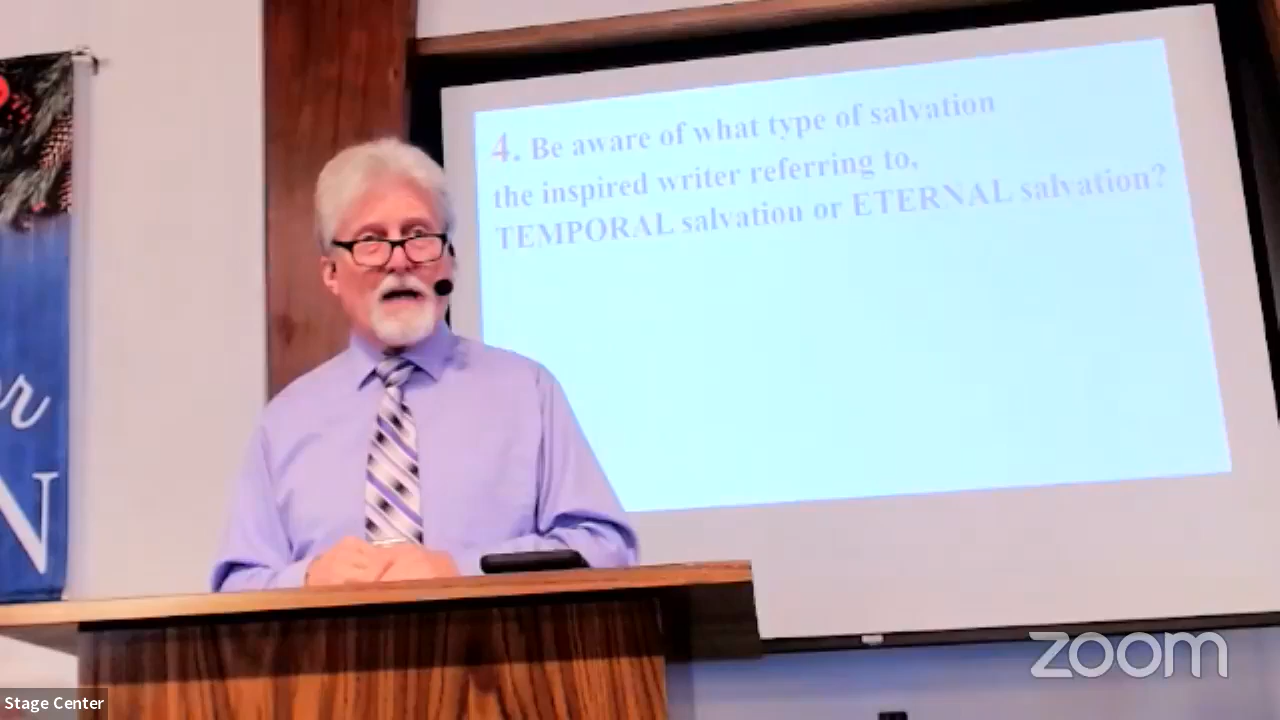 4. Be aware of what type of salvation
the inspired writer referring to,
TEMPORAL salvation or ETERNAL salvation?
or
N
zoom
Stage Center